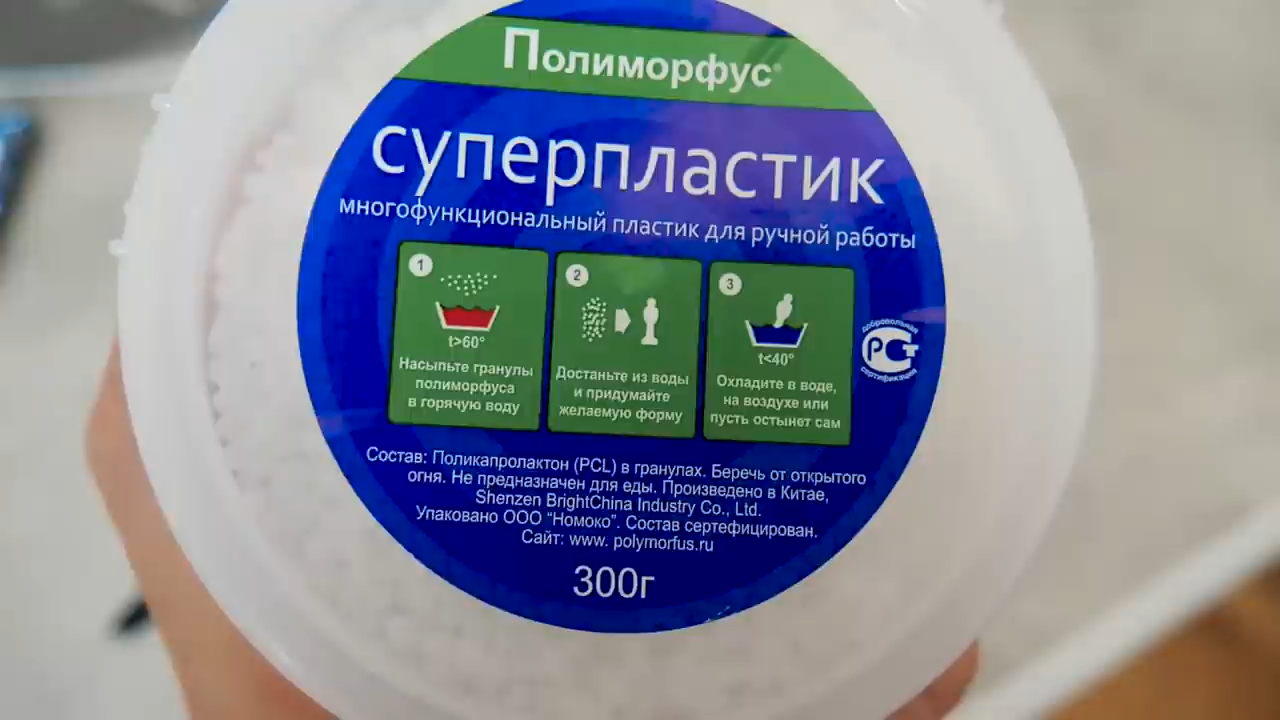 Полиморфус®
суперпластик
многофункциональный пластик для ручной работы
1
t>60°
Насыпьте гранулы
полиморфуса
в горячую воду
2
Достаньте из воды
и придумайте
желаемую форму
3
t<40°
Охладите в воде,
на воздухе или
пусть остынет сам
добровольная
РСТ
сертификация
Состав: Поликапролактон (PCL) в гранулах. Беречь от открытого
огня. Не предназначен для еды. Произведено в Китае,
Shenzen BrightChina Industry Co., Ltd.
Упаковано ООО “Номоко”. Состав сертефицирован.
Сайт: www. polymorfus.ru
300г